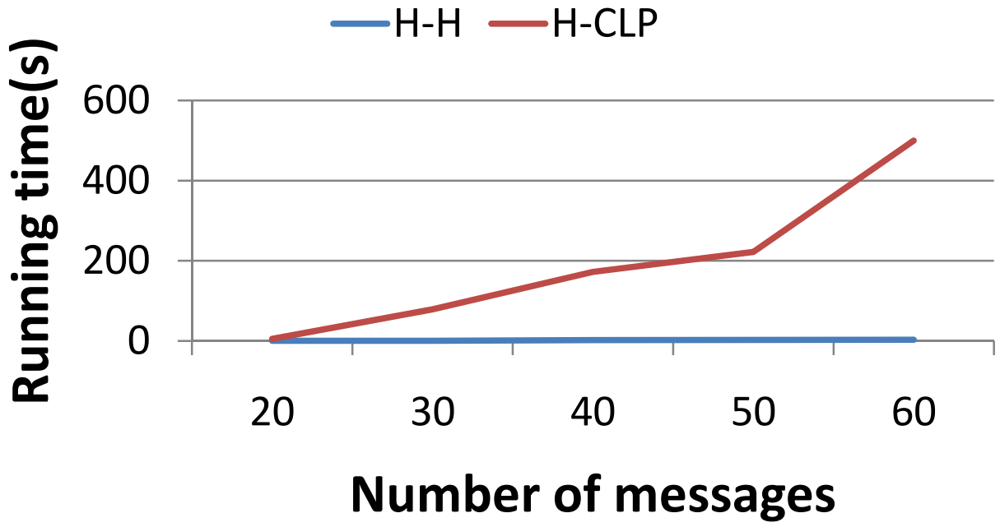 H-H H-CLP
Running time(s)
600
400
200
0
20 30 40 50 60
Number of messages